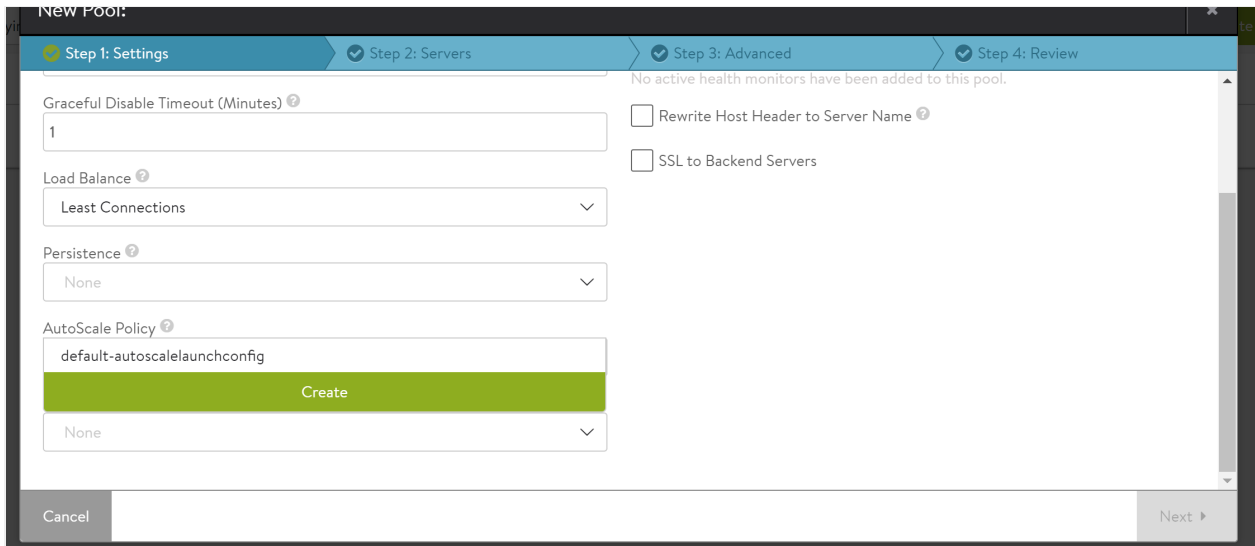 New Pool:
Step 1: Settings
Step 2: Servers
Step 3: Advanced
Step 4: Review
No active health monitors have been added to this pool.
Graceful Disable Timeout (Minutes)
1
Rewrite Host Header to Server Name
SSL to Backend Servers
Load Balance
Least Connections
Persistence
None
AutoScale Policy
default-autoscalelaunchconfig
Create
None
Cancel
Next